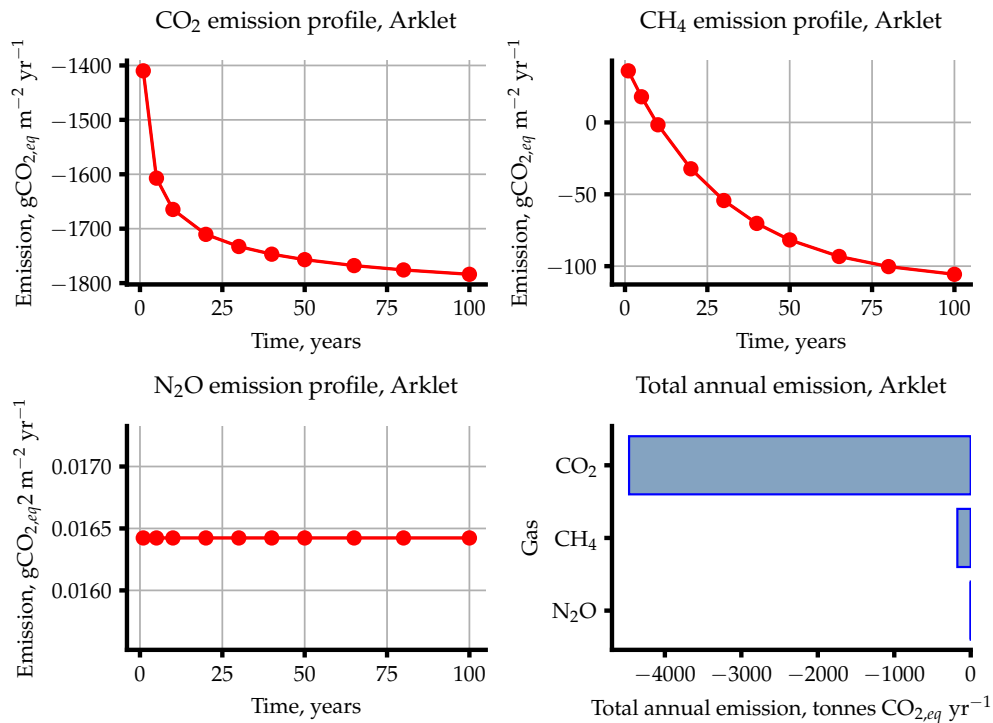 CO₂ emission profile, Arklet
Emission, gCO₂,eq m⁻² yr⁻¹
−1400
−1500
−1600
−1700
−1800
0 25 50 75 100
Time, years
CH₄ emission profile, Arklet
Emission, gCO₂,eq m⁻² yr⁻¹
0
−50
−100
0 25 50 75 100
Time, years
N₂O emission profile, Arklet
Emission, gCO₂,eq2 m⁻² yr⁻¹
0.0170
0.0165
0.0160
0 25 50 75 100
Time, years
Total annual emission, Arklet
Gas
CO₂
CH₄
N₂O
−4000 −3000 −2000 −1000 0
Total annual emission, tonnes CO₂,eq yr⁻¹